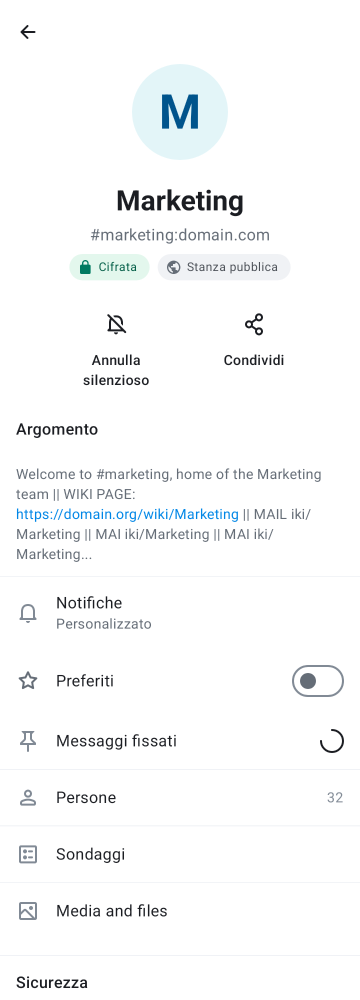 M
Marketing
#marketing:domain.com
Cifrata
Stanza pubblica
Annulla
silenzioso
Condividi
Argomento
Welcome to #marketing, home of the Marketing
team || WIKI PAGE:
https://domain.org/wiki/Marketing || MAIL iki/
Marketing || MAI iki/Marketing || MAI iki/
Marketing...
Notifiche
Personalizzato
Preferiti
Messaggi fissati
Persone 32
Sondaggi
Media and files
Sicurezza